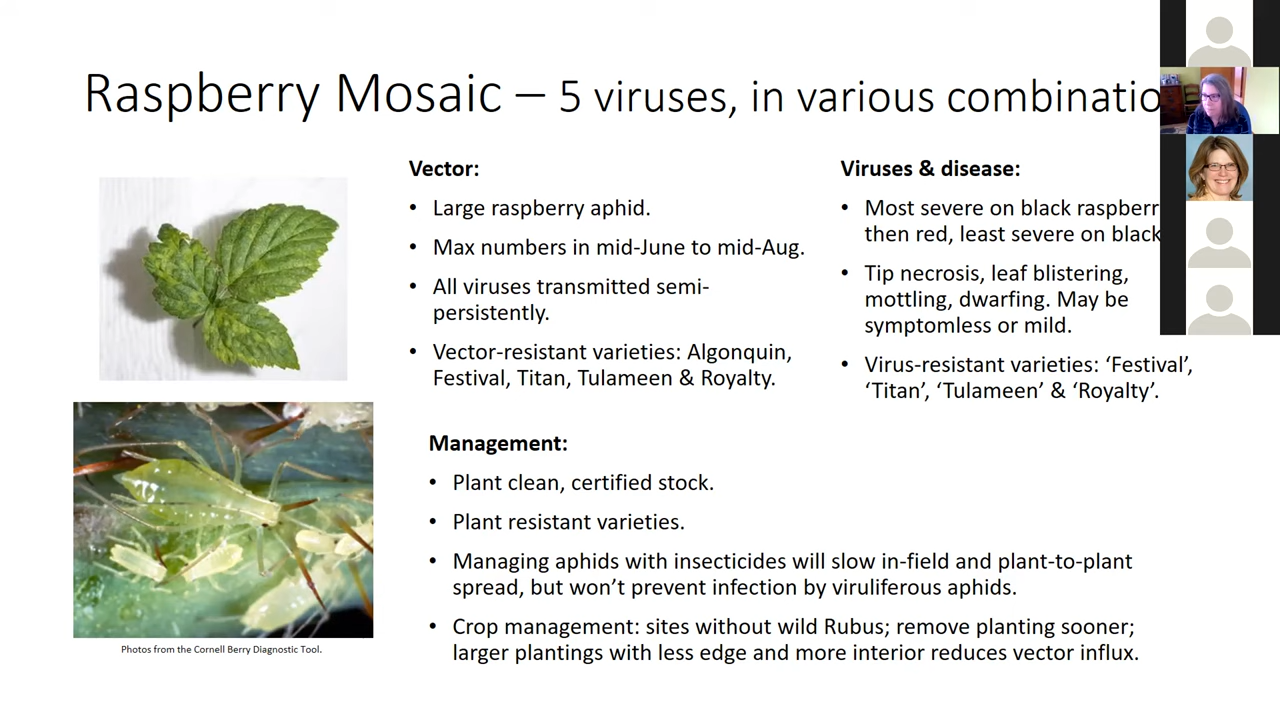 Raspberry Mosaic – 5 viruses, in various
Vector:
• Large raspberry aphid.
• Max numbers in mid-June to mid-Aug.
• All viruses transmitted semi-
persistently.
• Vector-resistant varieties: Algonquin,
Festival, Titan, Tulameen & Royalty.
Viruses & disease:
• Most severe on black
then red, least severe on
• Tip necrosis, leaf blistering,
mottling, dwarfing. May be
symptomless or mild.
• Virus-resistant varieties: ‘Festival’,
‘Titan’, ‘Tulameen’ & ‘Royalty’.
Management:
• Plant clean, certified stock.
• Plant resistant varieties.
• Managing aphids with insecticides will slow in-field and plant-to-plant
spread, but won’t prevent infection by viruliferous aphids.
• Crop management: sites without wild Rubus; remove planting sooner;
larger plantings with less edge and more interior reduces vector influx.
Photos from the Cornell Berry Diagnostic Tool.